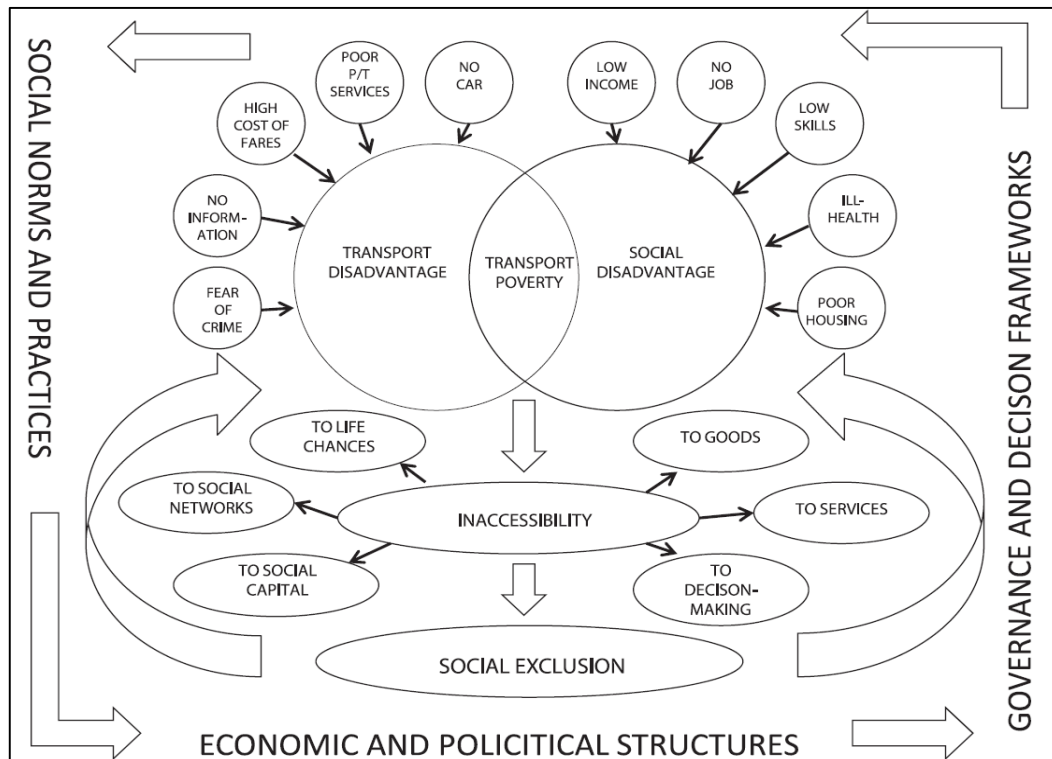 SOCIAL NORMS AND PRACTICES
POOR
P/T
SERVICES
NO
CAR
LOW
INCOME
NO
JOB
HIGH
COST OF
FARES
LOW
SKILLS
NO
INFORM-
ATION
ILL-
HEALTH
FEAR
OF
CRIME
POOR
HOUSING
TRANSPORT
DISADVANTAGE
TRANSPORT
POVERTY
SOCIAL
DISADVANTAGE
GOVERNANCE AND DECISON FRAMEWORKS
TO LIFE
CHANCES
TO GOODS
TO SOCIAL
NETWORKS
INACCESSIBILITY
TO SERVICES
TO SOCIAL
CAPITAL
TO
DECISON-
MAKING
SOCIAL EXCLUSION
ECONOMIC AND POLICITICAL STRUCTURES